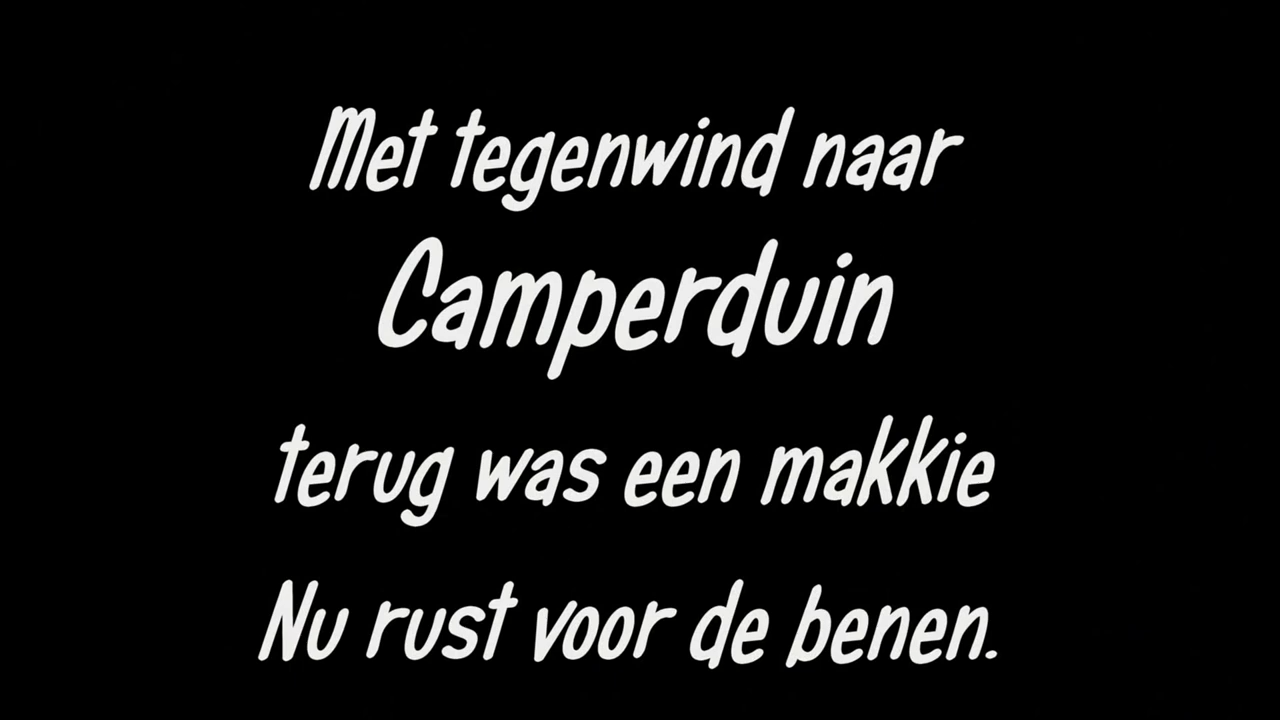 Met tegenwind naar
Camperduin
terug was een makkie
Nu rust voor de benen.